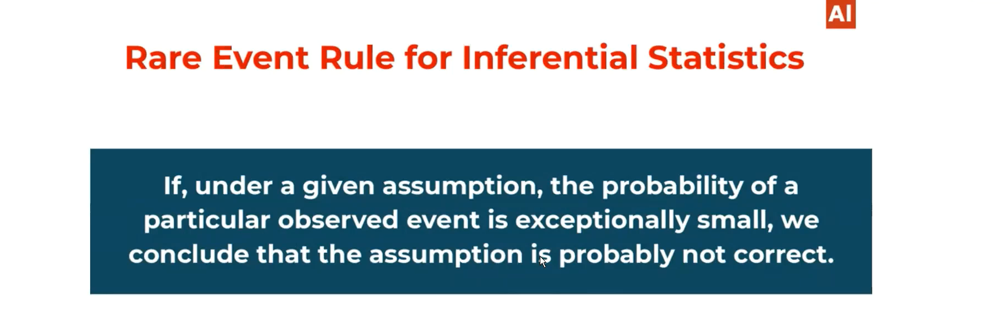 AI
Rare Event Rule for Inferential Statistics
If, under a given assumption, the probability of a
particular observed event is exceptionally small, we
conclude that the assumption is probably not correct.